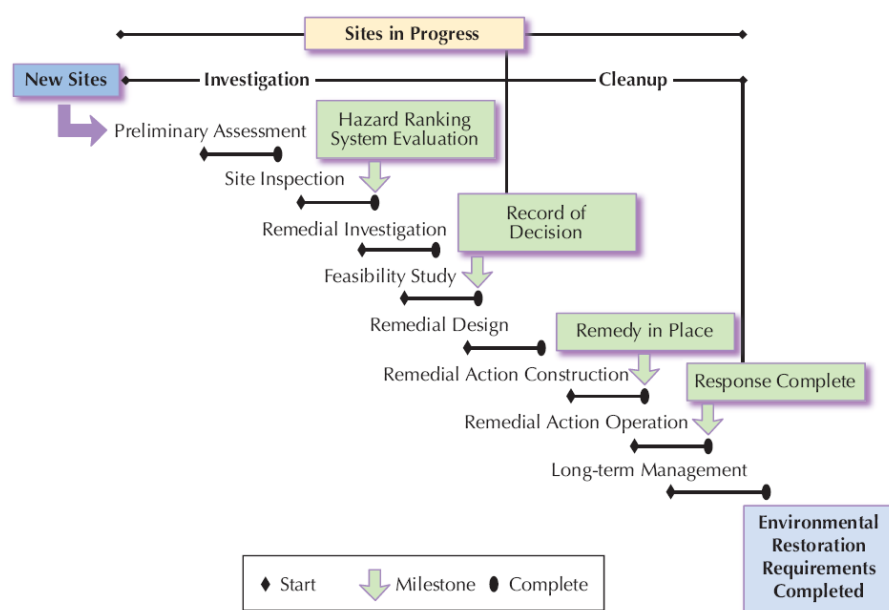 Sites in Progress
New Sites
Investigation
Cleanup
Preliminary Assessment
Hazard Ranking
System Evaluation
Site Inspection
Remedial Investigation
Record of
Decision
Feasibility Study
Remedial Design
Remedy in Place
Remedial Action Construction
Response Complete
Remedial Action Operation
Long-term Management
Environmental
Restoration
Requirements
Completed
Start
Milestone
Complete